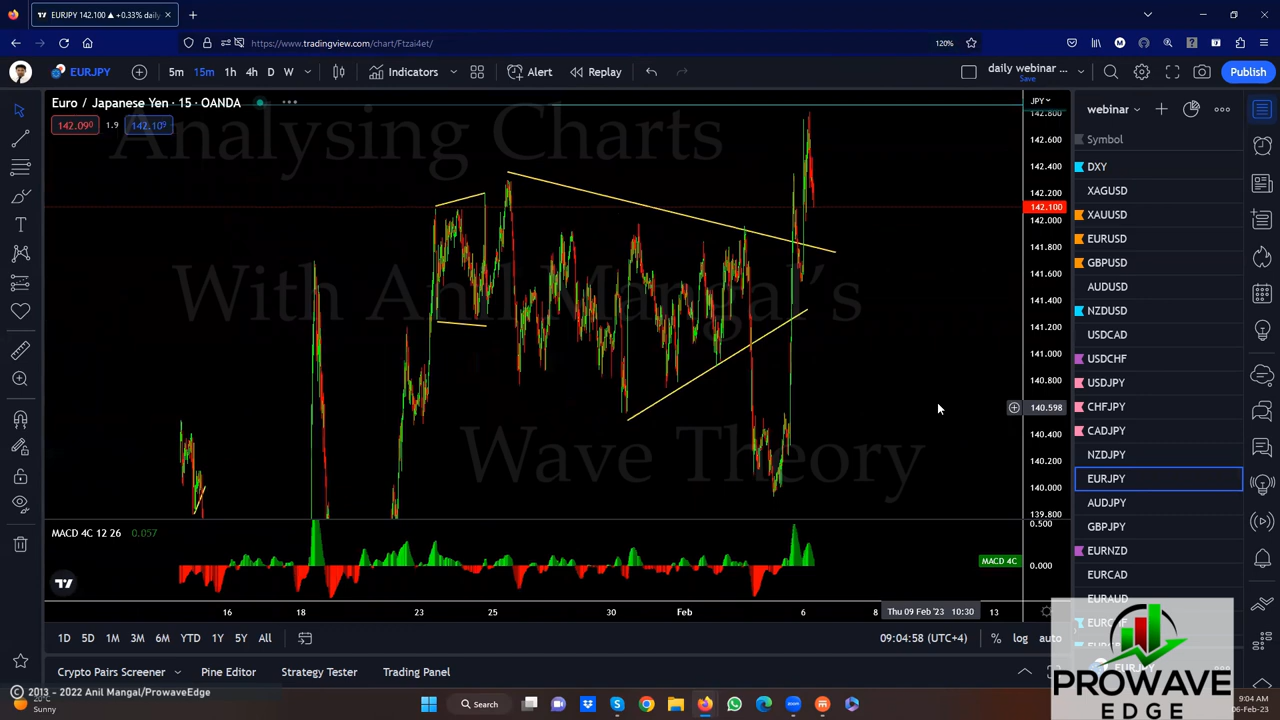 EURJPY 142.100 ▲ +0.33% daily
https://www.tradingview.com/chart/Ftzai4et/
120%
EURJPY
5m 15m 1h 4h D W
Indicators
Alert
Replay
daily webinar ...
Save
Publish
Euro / Japanese Yen · 15 · OANDA
142.090 1.9 142.109
JPY
webinar
Symbol
DXY
XAGUSD
XAUUSD
EURUSD
GBPUSD
AUDUSD
NZDUSD
USDCAD
USDCHF
USDJPY
CHFJPY
CADJPY
NZDJPY
EURJPY
AUDJPY
GBPJPY
EURNZD
EURCAD
EURAUD
EURJPY
142.800
142.600
142.400
142.200
142.100
142.000
141.800
141.600
141.400
141.200
141.000
140.800
140.598
140.400
140.200
140.000
139.800
0.500
0.000
Analysing Charts
With Anil Mangal's
Wave Theory
MACD 4C 12 26 0.057
MACD 4C
16 18 23 25 30 Feb 6 8 Thu 09 Feb '23 10:30 13
1D 5D 1M 3M 6M YTD 1Y 5Y All
09:04:58 (UTC+4) % log auto
Crypto Pairs Screener Pine Editor Strategy Tester Trading Panel
© 2013 - 2022 Anil Mangal/ProwaveEdge
20°C
Sunny
Search
9:04 AM
06-Feb-23
PROWAVE
EDGE